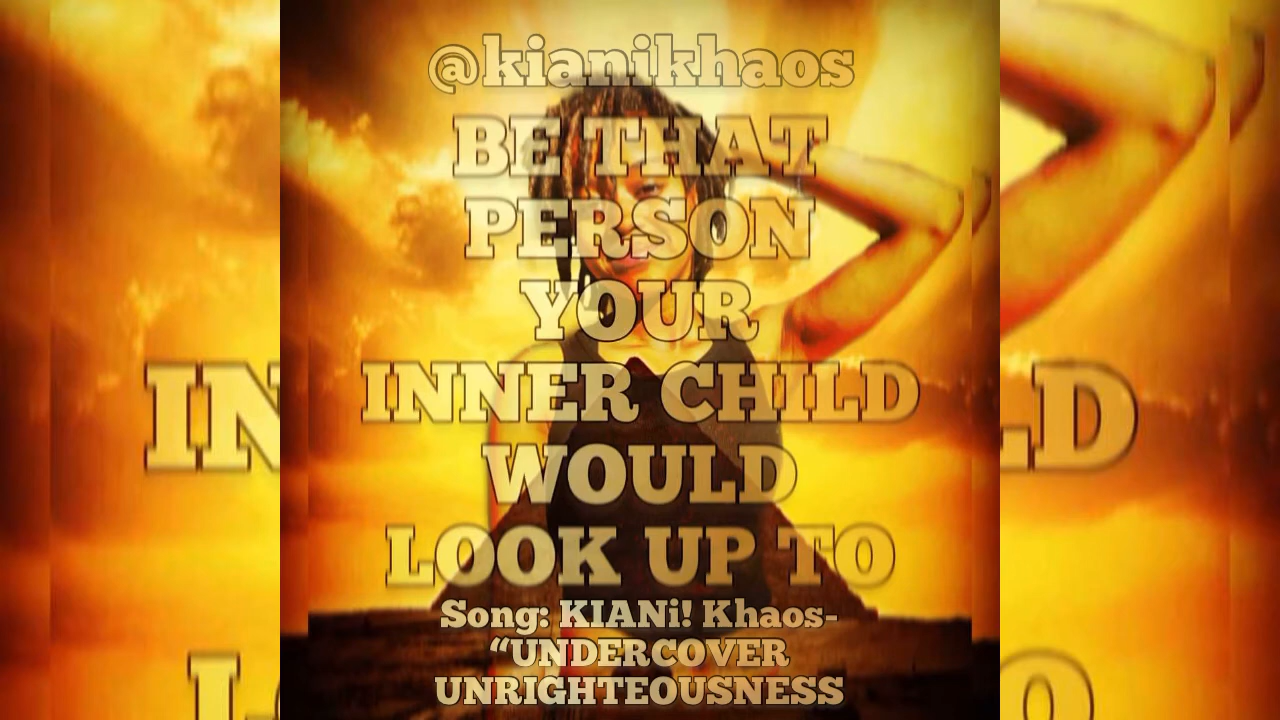 @kianikhaos
BE THAT
PERSON
YOUR
INNER CHILD
WOULD
LOOK UP TO
Song: KIANi! Khaos-
“UNDERCOVER
UNRIGHTEOUSNESS